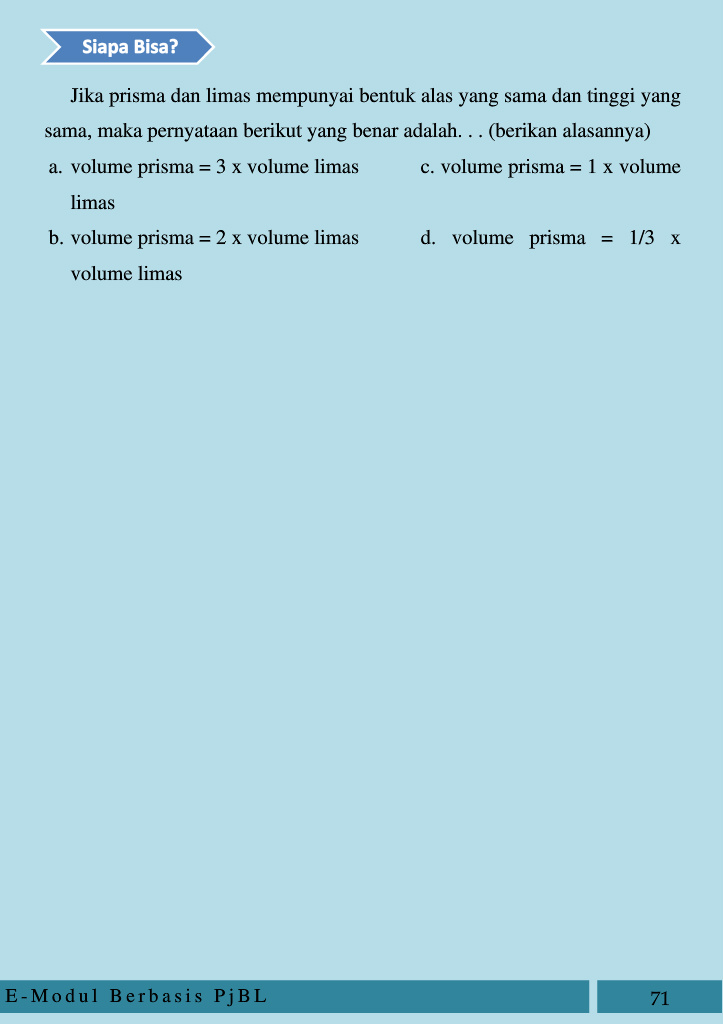 Siapa Bisa?
Jika prisma dan limas mempunyai bentuk alas yang sama dan tinggi yang
sama, maka pernyataan berikut yang benar adalah. . . (berikan alasannya)
a. volume prisma = 3 x volume limas c. volume prisma = 1 x volume
limas
b. volume prisma = 2 x volume limas d. volume prisma = 1/3 x
volume limas
E-Modul Berbasis PjBL 71